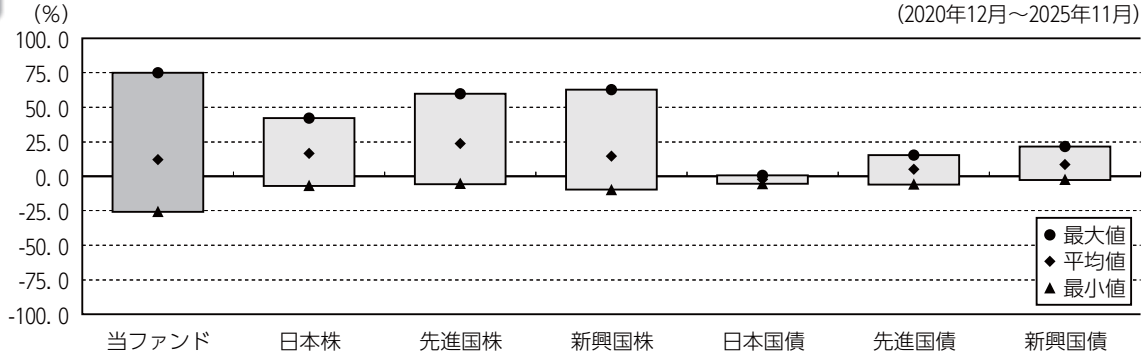 (%)
(2020年12月～2025年11月)
100.0
75.0
50.0
25.0
0.0
-25.0
-50.0
-75.0
-100.0
● 最大値
◆ 平均値
▲ 最小値
当ファンド 日本株 先進国株 新興国株 日本国債 先進国債 新興国債